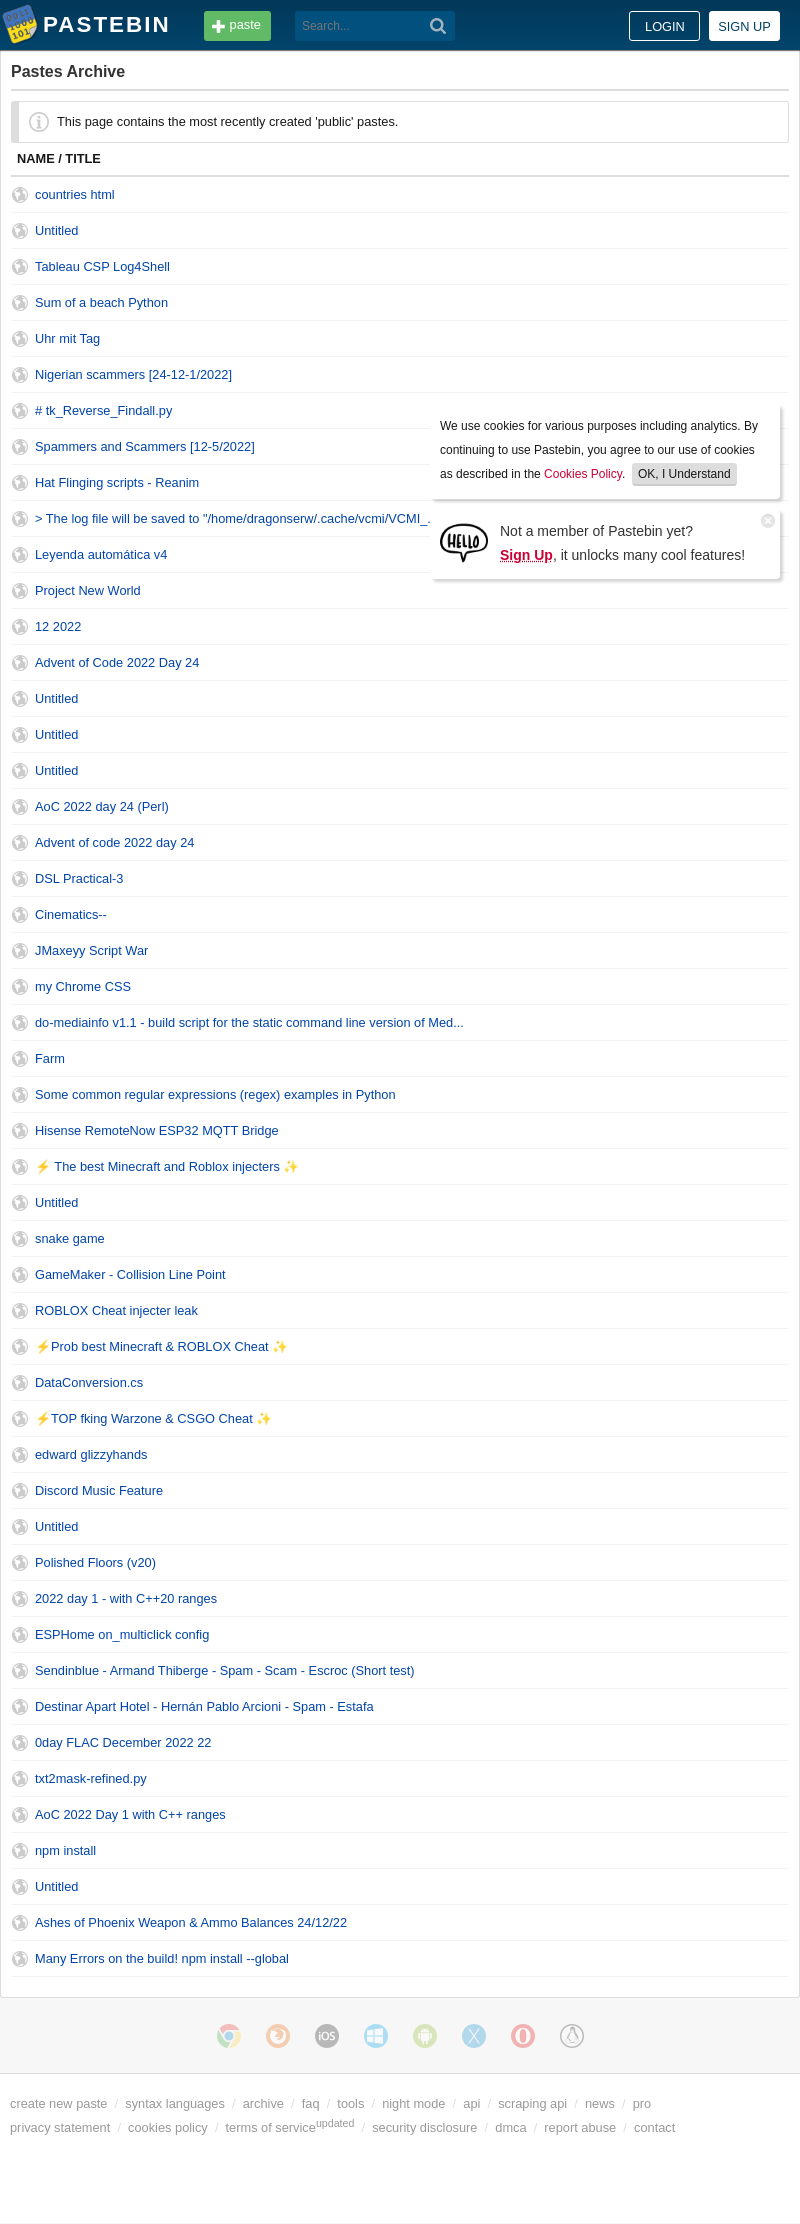 PASTEBIN
paste
Search...
LOGIN
SIGN UP
Pastes Archive
This page contains the most recently created 'public' pastes.
NAME / TITLE
countries html
Untitled
Tableau CSP Log4Shell
Sum of a beach Python
Uhr mit Tag
Nigerian scammers [24-12-1/2022]
# tk_Reverse_Findall.py
Spammers and Scammers [12-5/2022]
Hat Flinging scripts - Reanim
> The log file will be saved to "/home/dragonserw/.cache/vcmi/VCMI_.
We use cookies for various purposes including analytics. By
continuing to use Pastebin, you agree to our use of cookies
as described in the Cookies Policy. OK, I Understand
HELLO
Not a member of Pastebin yet?
Sign Up, it unlocks many cool features!
Leyenda automática v4
Project New World
12 2022
Advent of Code 2022 Day 24
Untitled
Untitled
Untitled
AoC 2022 day 24 (Perl)
Advent of code 2022 day 24
DSL Practical-3
Cinematics--
JMaxeyy Script War
my Chrome CSS
do-mediainfo v1.1 - build script for the static command line version of Med...
Farm
Some common regular expressions (regex) examples in Python
Hisense RemoteNow ESP32 MQTT Bridge
⚡ The best Minecraft and Roblox injecters ✨
Untitled
snake game
GameMaker - Collision Line Point
ROBLOX Cheat injecter leak
⚡Prob best Minecraft & ROBLOX Cheat ✨
DataConversion.cs
⚡TOP fking Warzone & CSGO Cheat ✨
edward glizzyhands
Discord Music Feature
Untitled
Polished Floors (v20)
2022 day 1 - with C++20 ranges
ESPHome on_multiclick config
Sendinblue - Armand Thiberge - Spam - Scam - Escroc (Short test)
Destinar Apart Hotel - Hernán Pablo Arcioni - Spam - Estafa
0day FLAC December 2022 22
txt2mask-refined.py
AoC 2022 Day 1 with C++ ranges
npm install
Untitled
Ashes of Phoenix Weapon & Ammo Balances 24/12/22
Many Errors on the build! npm install --global
iOS
create new paste / syntax languages / archive / faq / tools / night mode / api / scraping api / news / pro
privacy statement / cookies policy / terms of service updated / security disclosure / dmca / report abuse / contact